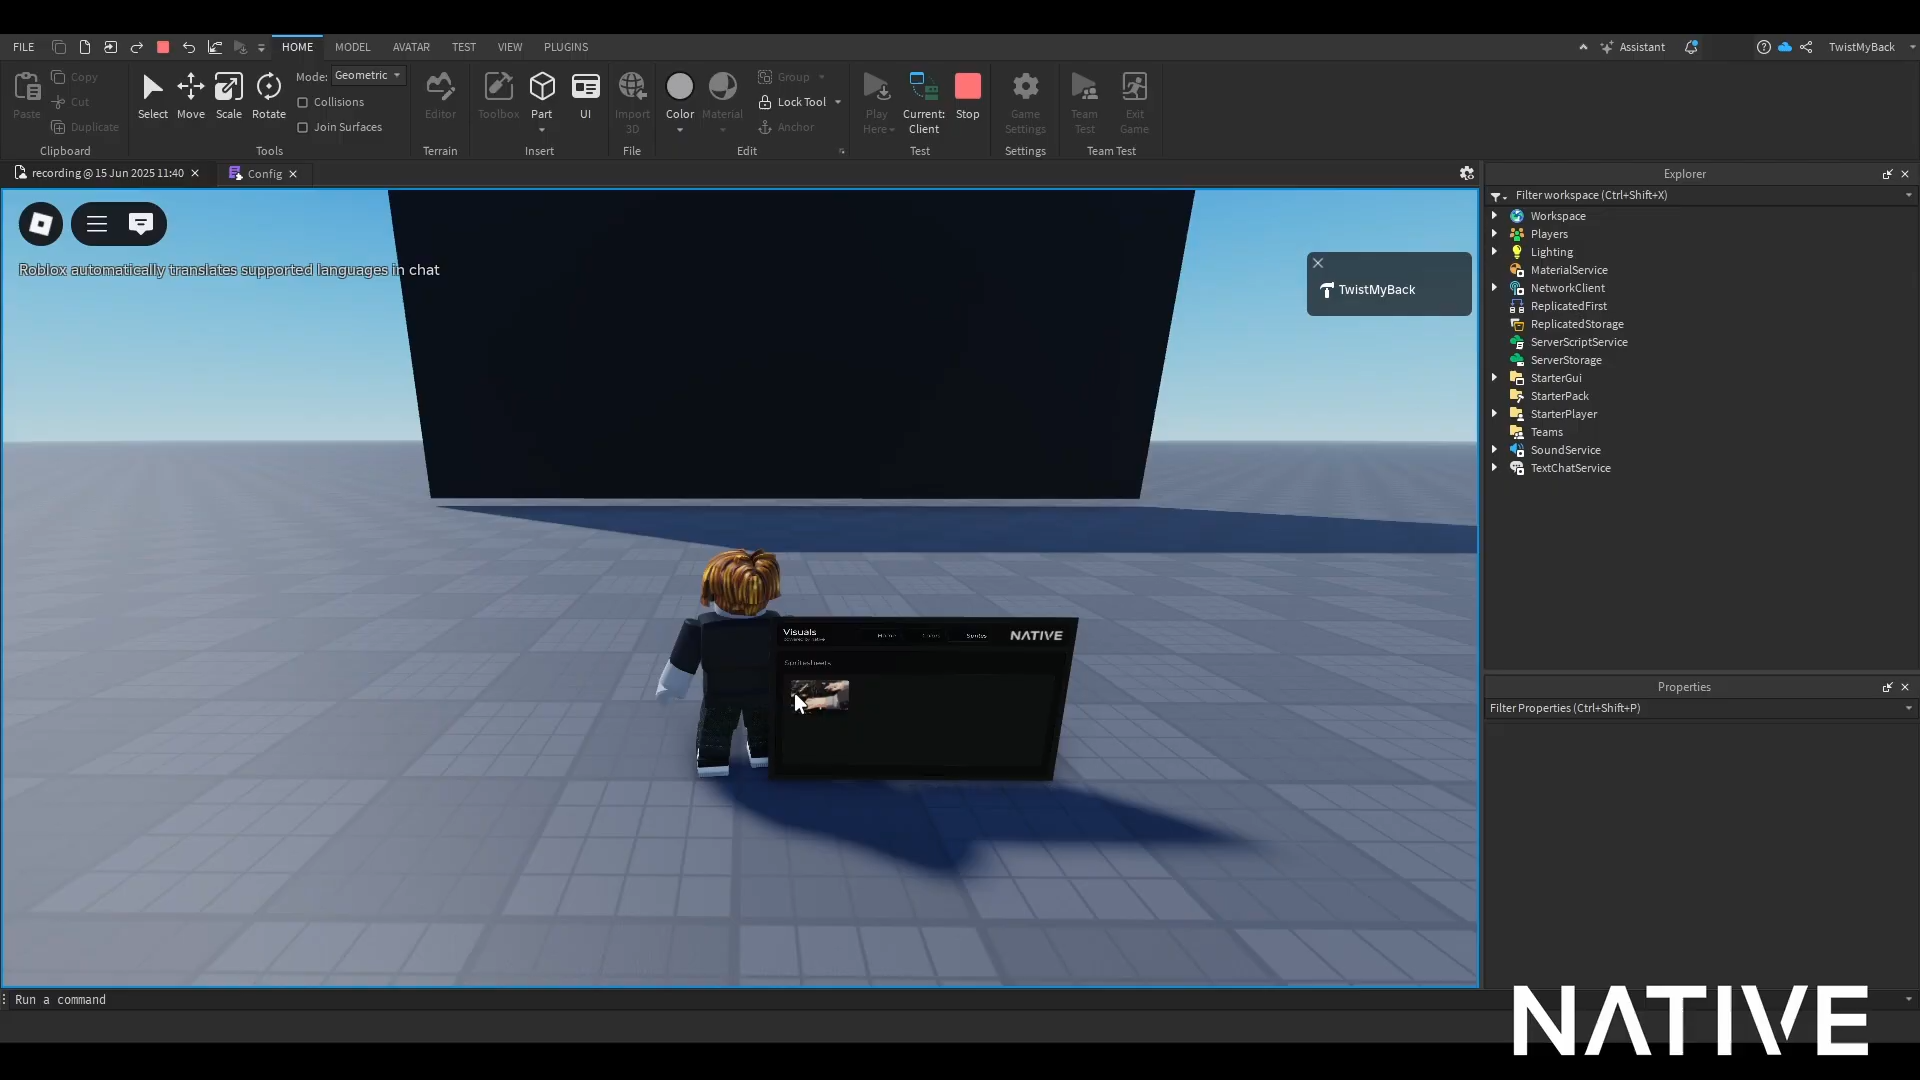 FILE HOME MODEL AVATAR TEST VIEW PLUGINS Assistant TwistMyBack
Paste Copy Cut Duplicate Clipboard
Select Move Scale Rotate Mode: Geometric Collisions Join Surfaces Tools
Editor Terrain
Toolbox Part UI Insert
Import 3D File
Color Material Group Lock Tool Anchor Edit
Play Here Current: Client Stop Test
Game Settings Settings
Team Test Exit Game Team Test
recording @ 15 Jun 2025 11:40 Config
Roblox automatically translates supported languages in chat
TwistMyBack
Visuals
Sprites NATIVE
Spritesheets
Explorer
Filter workspace (Ctrl+Shift+X)
Workspace
Players
Lighting
MaterialService
NetworkClient
ReplicatedFirst
ReplicatedStorage
ServerScriptService
ServerStorage
StarterGui
StarterPack
StarterPlayer
Teams
SoundService
TextChatService
Properties
Filter Properties (Ctrl+Shift+P)
Run a command
NATIVE